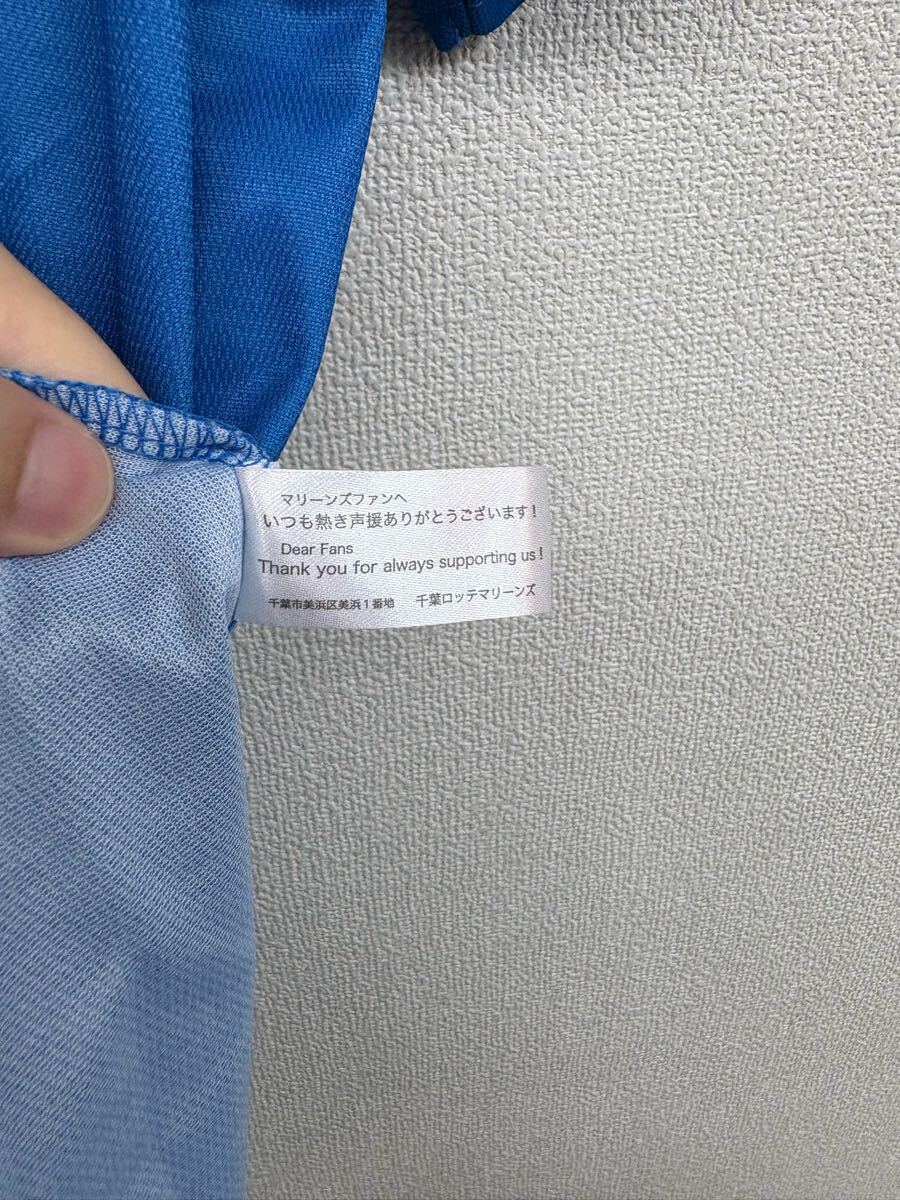 マリーンズファンへ
いつも熱き声援ありがとうございます!
Dear Fans
Thank you for always supporting us!
千葉市美浜区美浜1番地 千葉ロッテマリーンズ